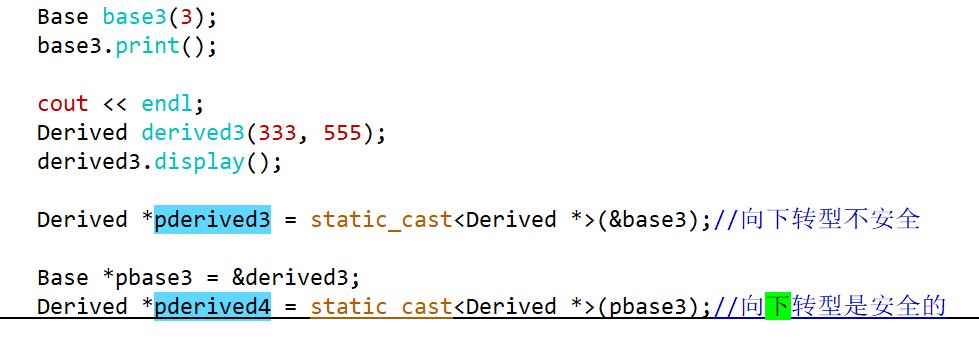 Base base3(3);
base3.print();
cout << endl;
Derived derived3(333, 555);
derived3.display();
Derived *pderived3 = static_cast<Derived *>(&base3);//向下转型不安全
Base *pbase3 = &derived3;
Derived *pderived4 = static_cast<Derived *>(pbase3);//向下转型是安全的